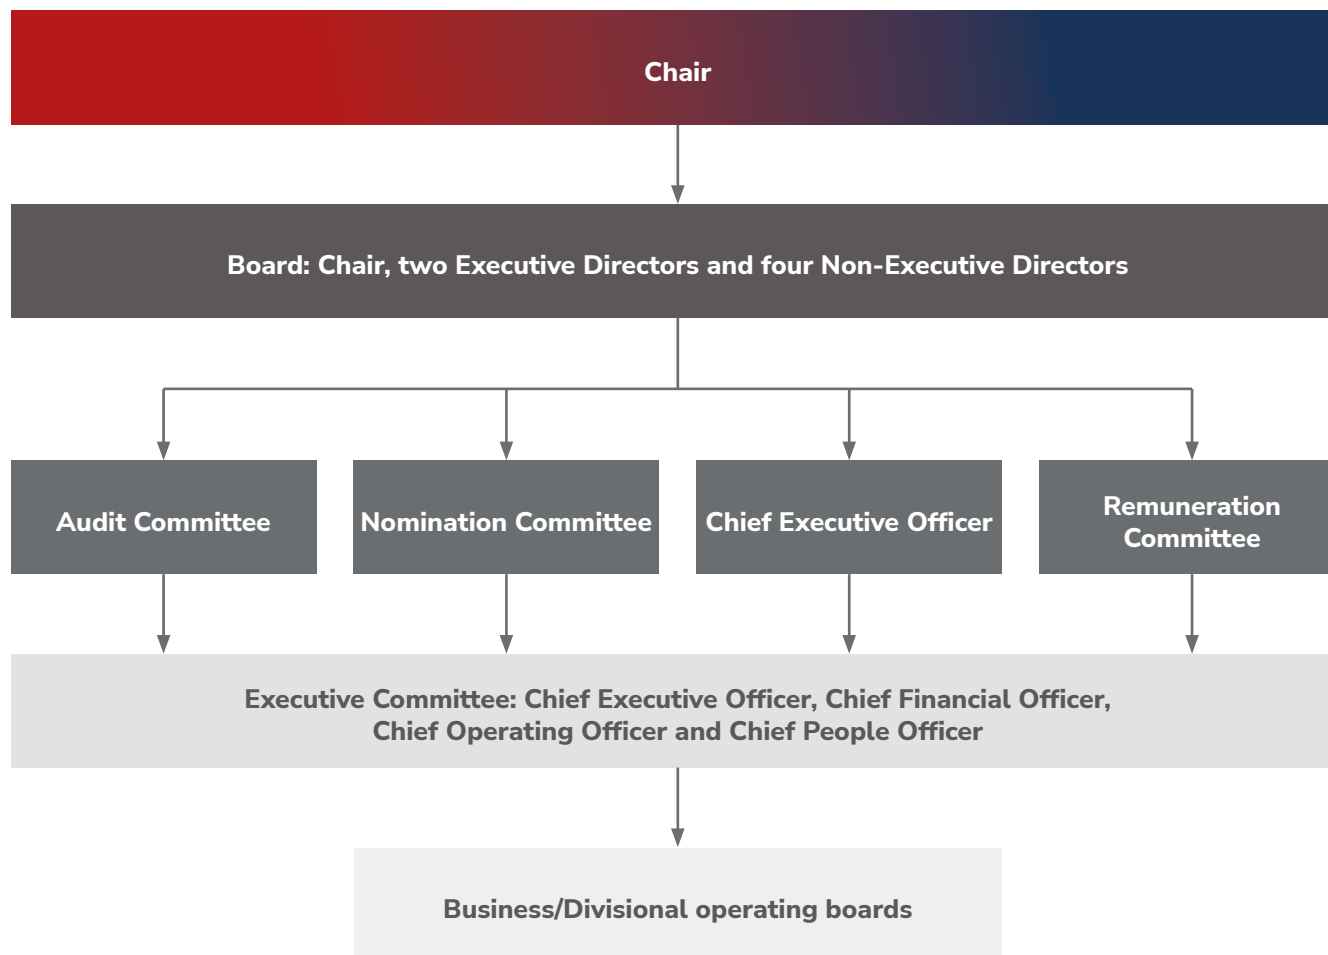 Chair
Board: Chair, two Executive Directors and four Non-Executive Directors
Audit Committee
Nomination Committee
Chief Executive Officer
Remuneration
Committee
Executive Committee: Chief Executive Officer, Chief Financial Officer,
Chief Operating Officer and Chief People Officer
Business/Divisional operating boards